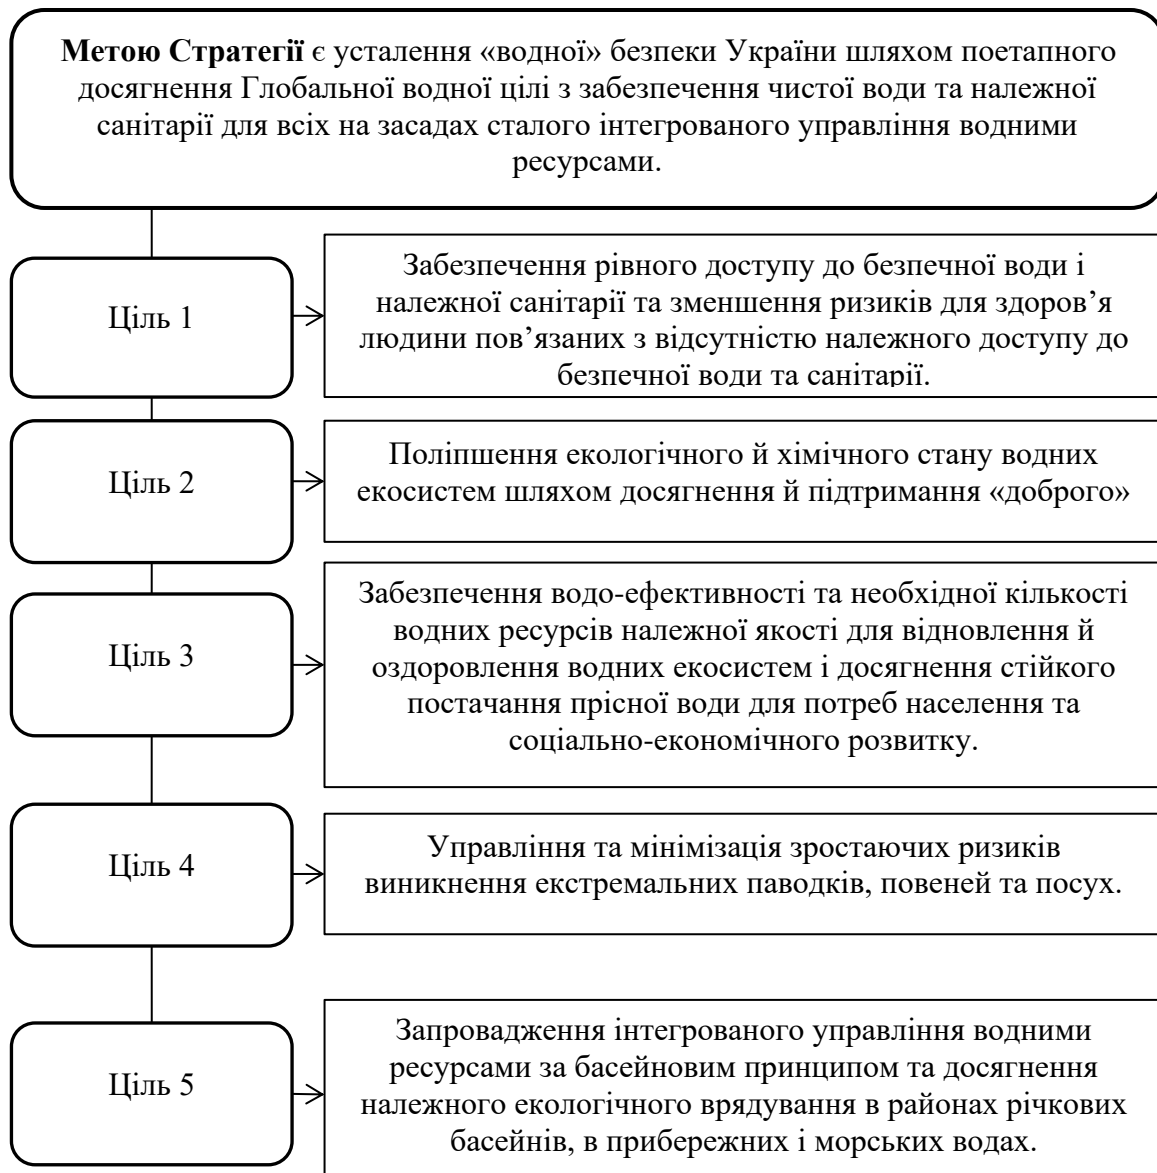 Метою Стратегії є усталення «водної» безпеки України шляхом поетапного
досягнення Глобальної водної цілі з забезпечення чистої води та належної
санітарії для всіх на засадах сталого інтегрованого управління водними
ресурсами.
Ціль 1
Забезпечення рівного доступу до безпечної води і
належної санітарії та зменшення ризиків для здоров’я
людини пов’язаних з відсутністю належного доступу до
безпечної води та санітарії.
Ціль 2
Поліпшення екологічного й хімічного стану водних
екосистем шляхом досягнення й підтримання «доброго»
Ціль 3
Забезпечення водо-ефективності та необхідної кількості
водних ресурсів належної якості для відновлення й
оздоровлення водних екосистем і досягнення стійкого
постачання прісної води для потреб населення та
соціально-економічного розвитку.
Ціль 4
Управління та мінімізація зростаючих ризиків
виникнення екстремальних паводків, повеней та посух.
Ціль 5
Запровадження інтегрованого управління водними
ресурсами за басейновим принципом та досягнення
належного екологічного врядування в районах річкових
басейнів, в прибережних і морських водах.